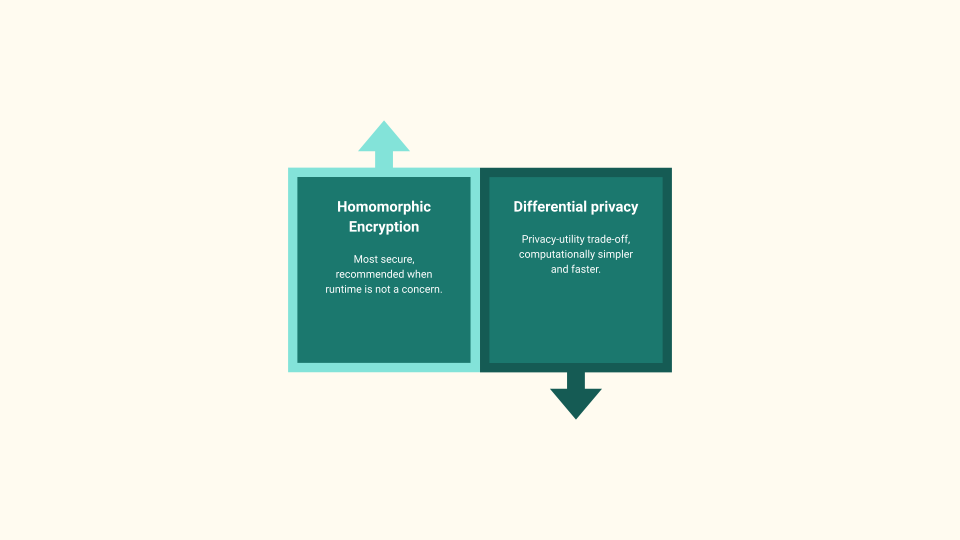 Homomorphic
Encryption
Most secure,
recommended when
runtime is not a concern.
Differential privacy
Privacy-utility trade-off,
computationally simpler
and faster.